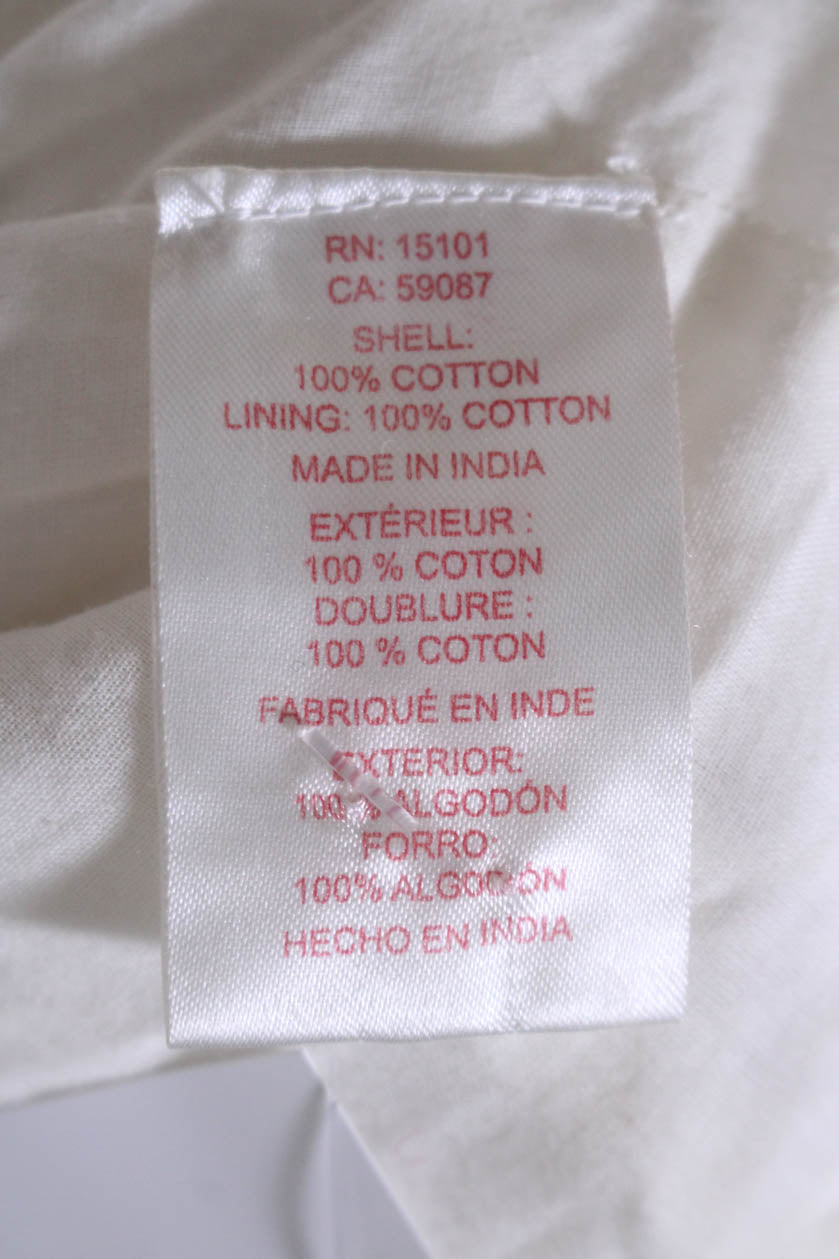 RN: 15101
CA: 59087
SHELL:
100% COTTON
LINING: 100% COTTON
MADE IN INDIA
EXTÉRIEUR :
100 % COTON
DOUBLURE :
100 % COTON
FABRIQUÉ EN INDE
EXTERIOR:
100% ALGODÓN
FORRO:
100% ALGODÓN
HECHO EN INDIA